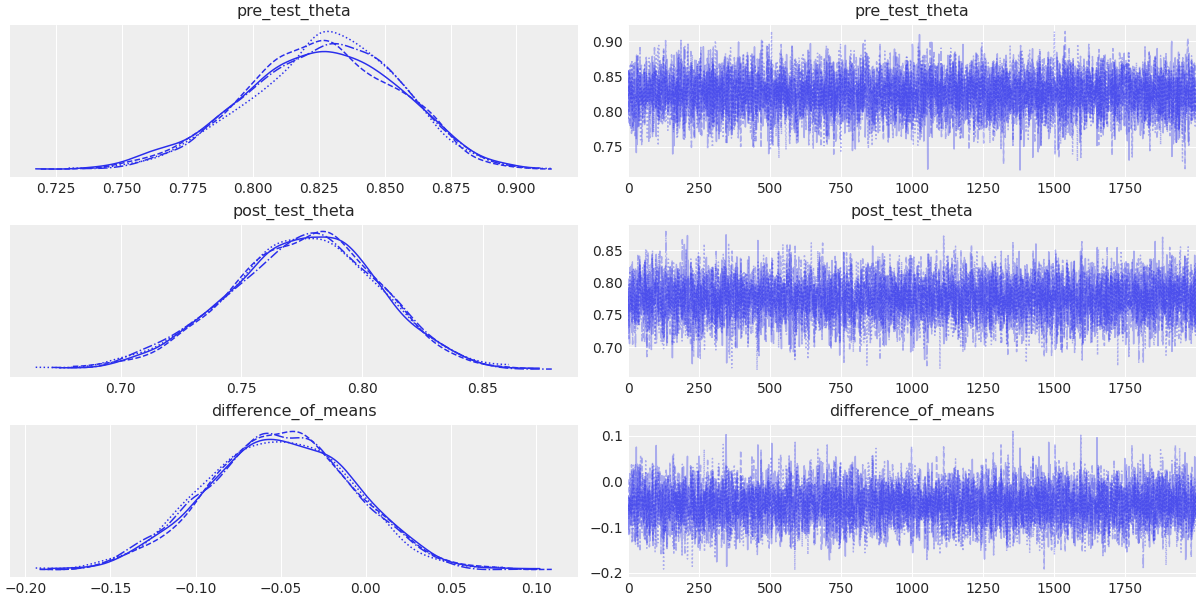 pre_test_theta
pre_test_theta
0.90
0.85
0.80
0.75
0.725 0.750 0.775 0.800 0.825 0.850 0.875 0.900
0 250 500 750 1000 1250 1500 1750
post_test_theta
post_test_theta
0.85
0.80
0.75
0.70
0.70 0.75 0.80 0.85
0 250 500 750 1000 1250 1500 1750
difference_of_means
difference_of_means
0.1
0.0
−0.1
−0.2
−0.20 −0.15 −0.10 −0.05 0.00 0.05 0.10
0 250 500 750 1000 1250 1500 1750